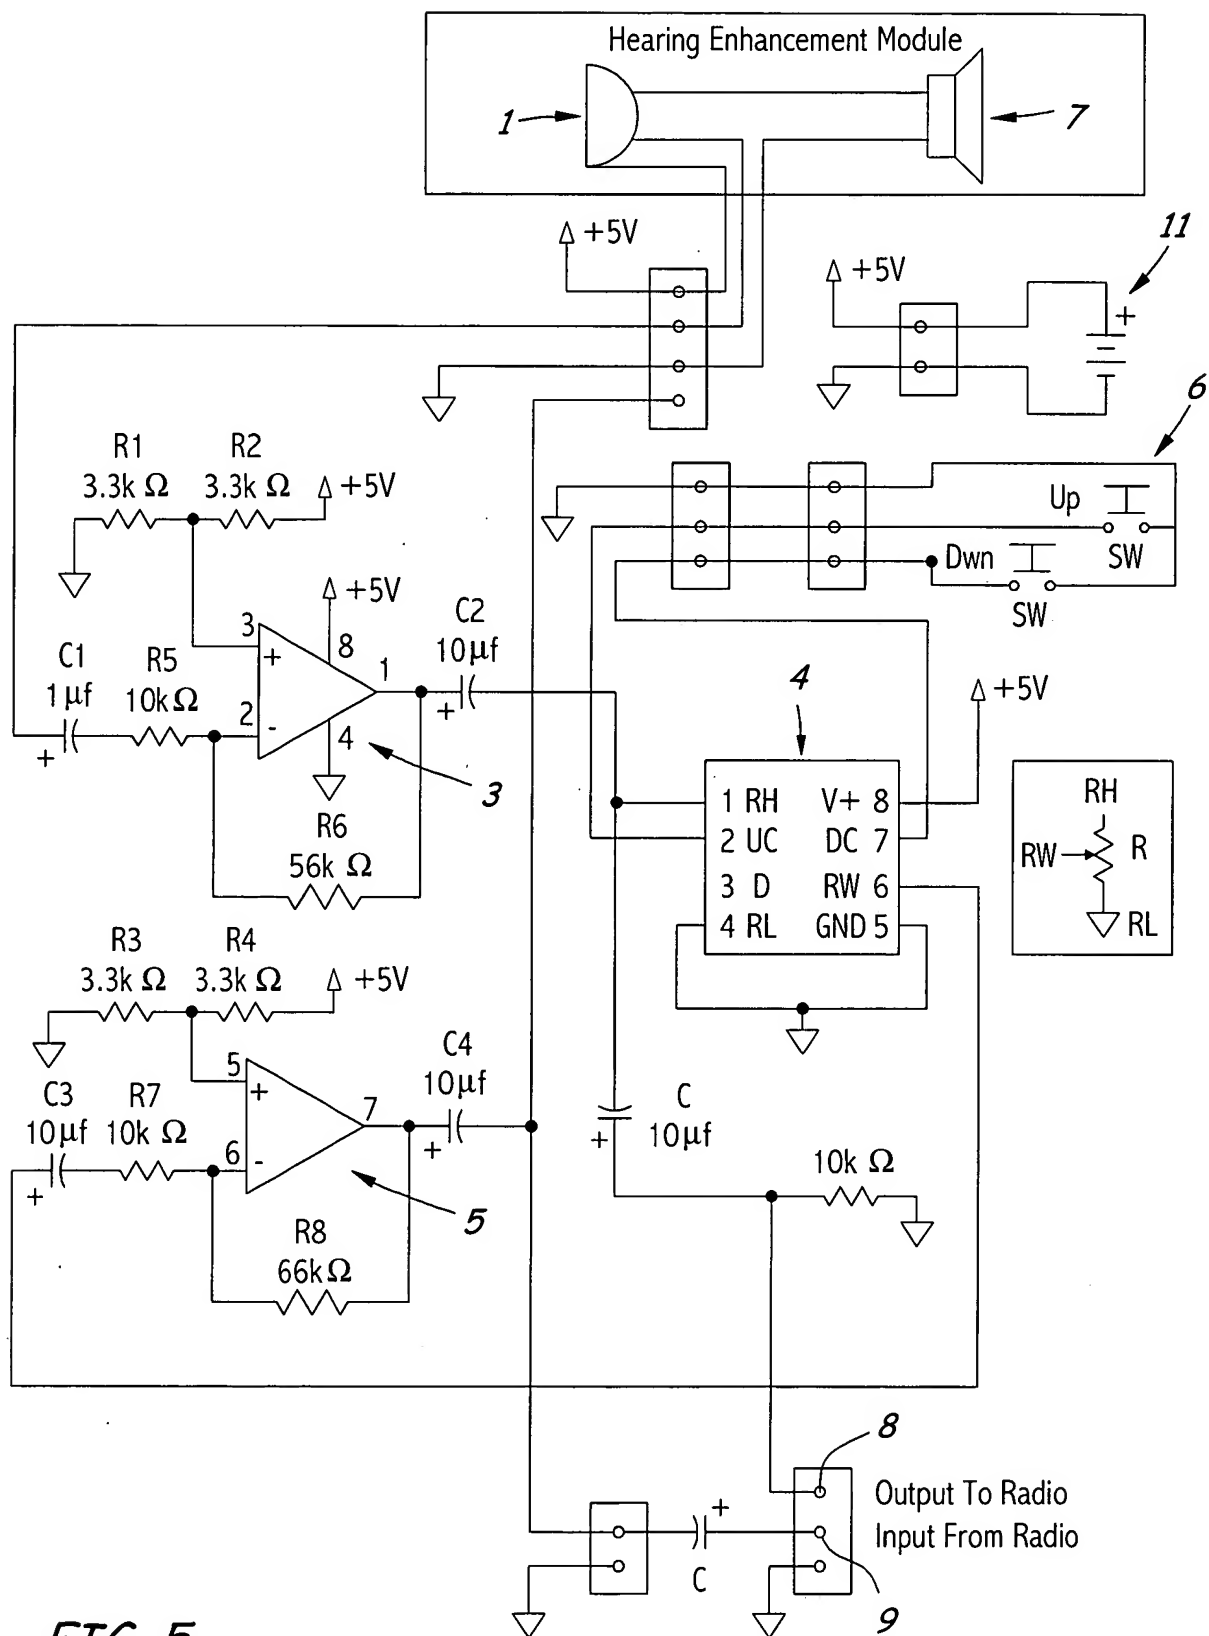 Hearing Enhancement Module
1
7
+5V
11
+5V
+
6
R1
3.3k Ω
R2
3.3k Ω
+5V
Up
SW
Dwn
SW
+5V
C2
10µf
+
3
+
8
1
2
-
4
C1
1µf
+
R5
10kΩ
3
R6
56k Ω
4
+5V
1 RH V+ 8
2 UC DC 7
3 D RW 6
4 RL GND 5
RH
RW
R
RL
R3
3.3k Ω
R4
3.3k Ω
+5V
C4
10µf
+
5
+
7
6
-
C3
10µf
+
R7
10k Ω
5
R8
66kΩ
C
10µf
+
10k Ω
8
Output To Radio
Input From Radio
+
C
9
FIG. 5